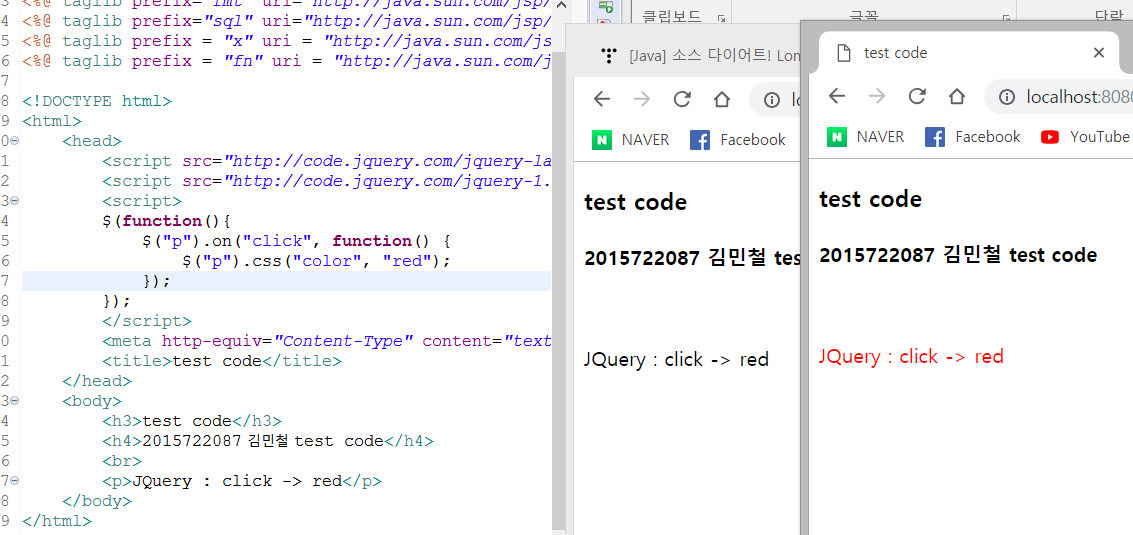 <%@ taglib prefix="fmt" uri="http://java.sun.com/jsp/
<%@ taglib prefix="sql" uri="http://java.sun.com/jsp/
5 <%@ taglib prefix = "x" uri = "http://java.sun.com/js
6 <%@ taglib prefix = "fn" uri = "http://java.sun.com/j
7
8 <!DOCTYPE html>
9 <html>
0 <head>
1 <script src="http://code.jquery.com/jquery-la
2 <script src="http://code.jquery.com/jquery-1.
3 <script>
4 $(function(){
5 $("p").on("click", function() {
6 $("p").css("color", "red");
7 });
8 });
9 </script>
0 <meta http-equiv="Content-Type" content="text
1 <title>test code</title>
2 </head>
3 <body>
4 <h3>test code</h3>
5 <h4>2015722087 김민철 test code</h4>
6 <br>
7 <p>JQuery : click -> red</p>
8 </body>
9 </html>
클립보드
글꼴
단락
[Java] 소스 다이어트! Lom
NAVER Facebook
test code
2015722087 김민철 tes
JQuery : click -> red
test code
localhost:8080
NAVER Facebook YouTube
test code
2015722087 김민철 test code
JQuery : click -> red